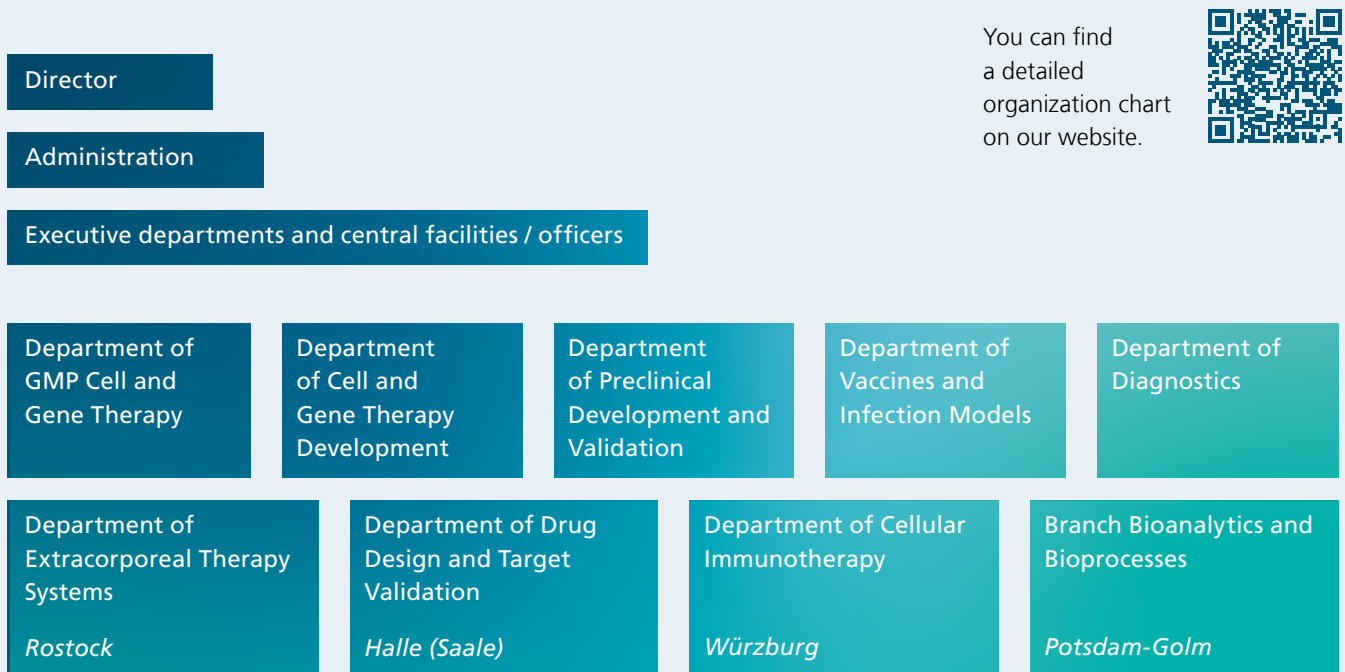 You can find
a detailed
organization chart
on our website.
Director
Administration
Executive departments and central facilities / officers
Department of
GMP Cell and
Gene Therapy
Department
of Cell and
Gene Therapy
Development
Department
of Preclinical
Development and
Validation
Department of
Vaccines and
Infection Models
Department of
Diagnostics
Department of
Extracorporeal Therapy
Systems
Rostock
Department of Drug
Design and Target
Validation
Halle (Saale)
Department of Cellular
Immunotherapy
Würzburg
Branch Bioanalytics and
Bioprocesses
Potsdam-Golm